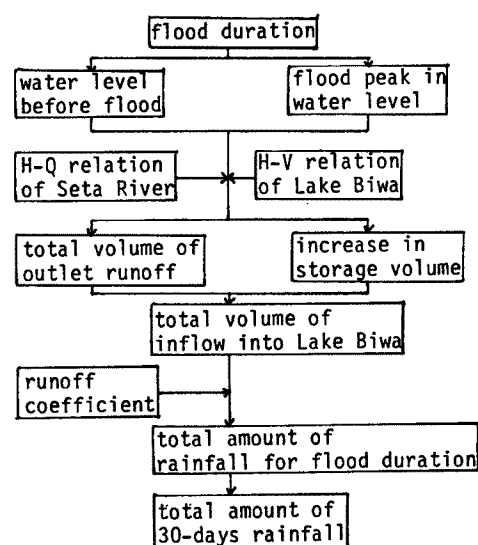 flood duration
water level
before flood
flood peak in
water level
H-Q relation
of Seta River
H-V relation
of Lake Biwa
total volume of
outlet runoff
increase in
storage volume
total volume of
inflow into Lake Biwa
runoff
coefficient
total amount of
rainfall for flood duration
total amount of
30-days rainfall